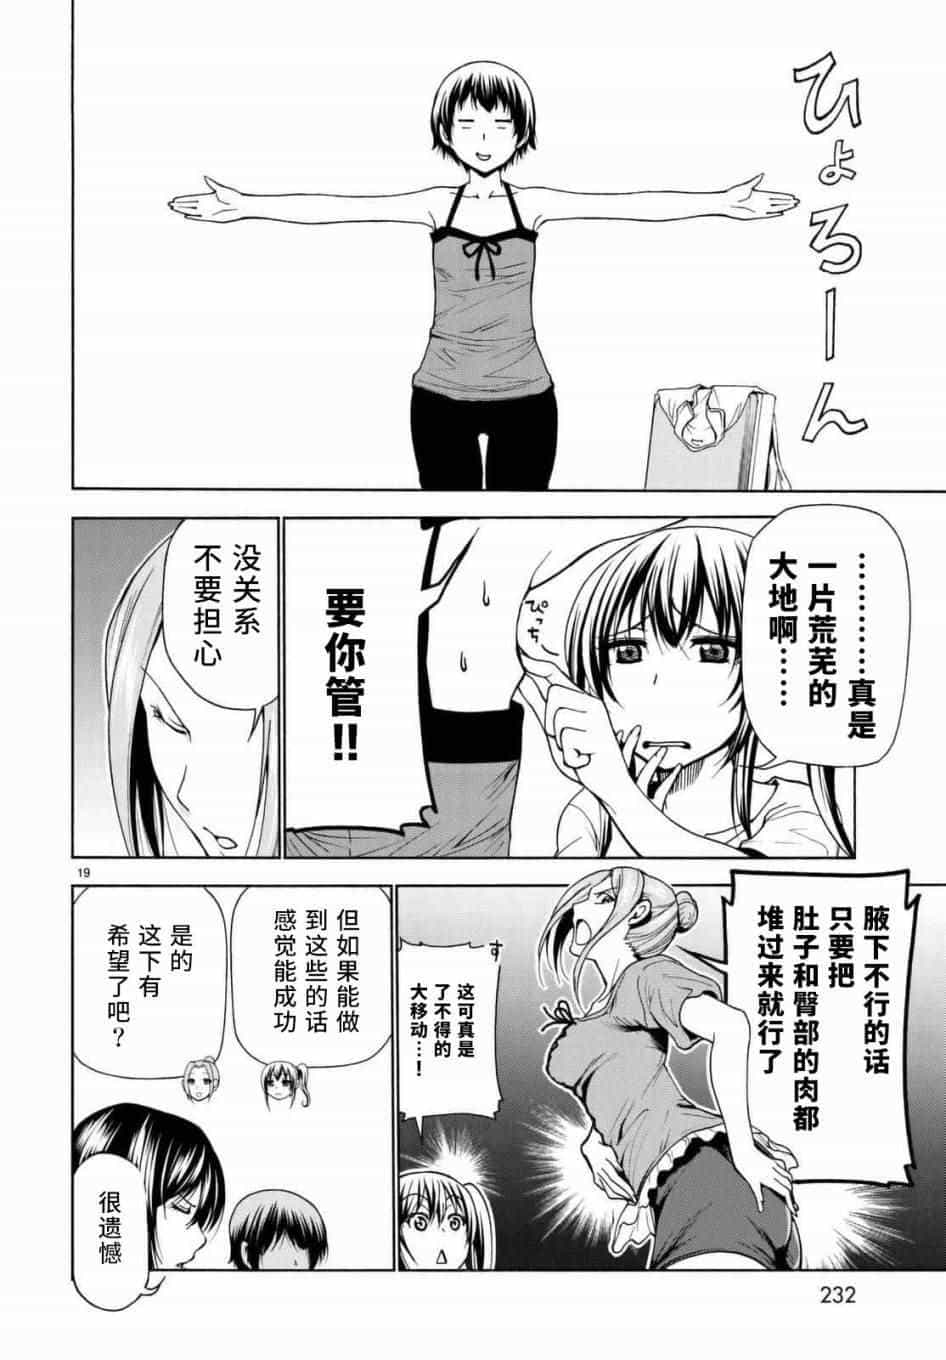 ひょろーん
…………真是
一片荒芜的
大地啊……
ぴっち
要你管!!
没关系
不要担心
19
腋下不行的话
只要把
肚子和臀部的肉都
堆过来就行了
す
这可真是
了不得的
大移动…!
但如果能做
到这些的话
感觉能成功
是的
这下有
希望了吧?
很遗憾
232